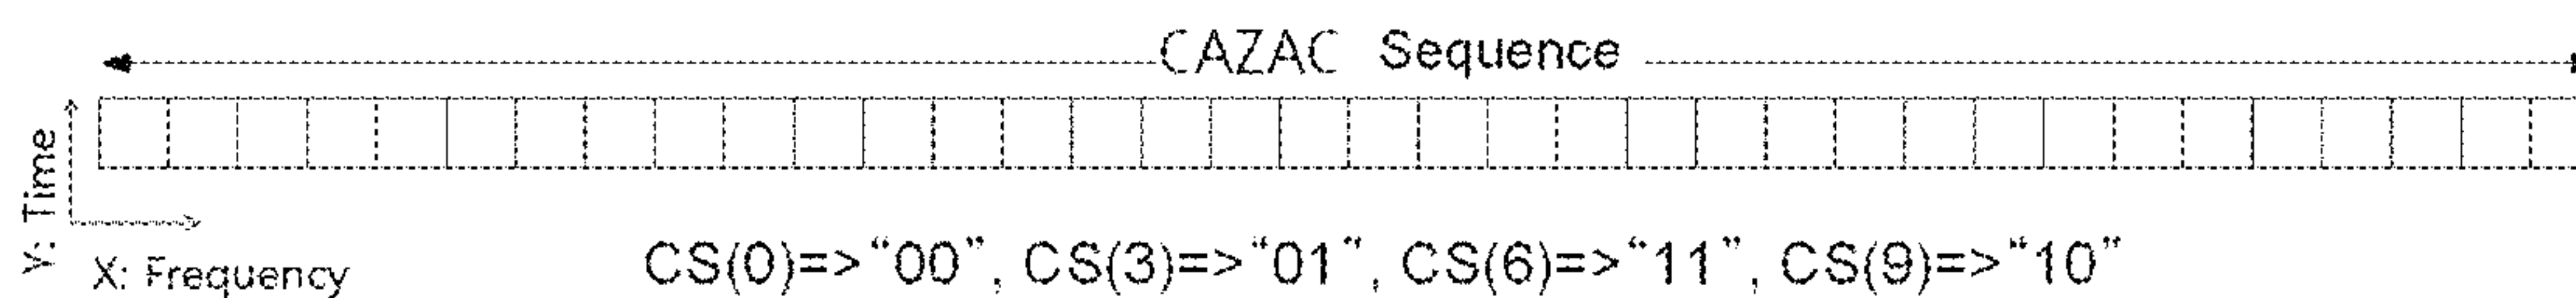 CAZAC Sequence
Y: Time
X: Frequency
CS(0)=>“00”, CS(3)=>“01”, CS(6)=>“11”, CS(9)=>“10”